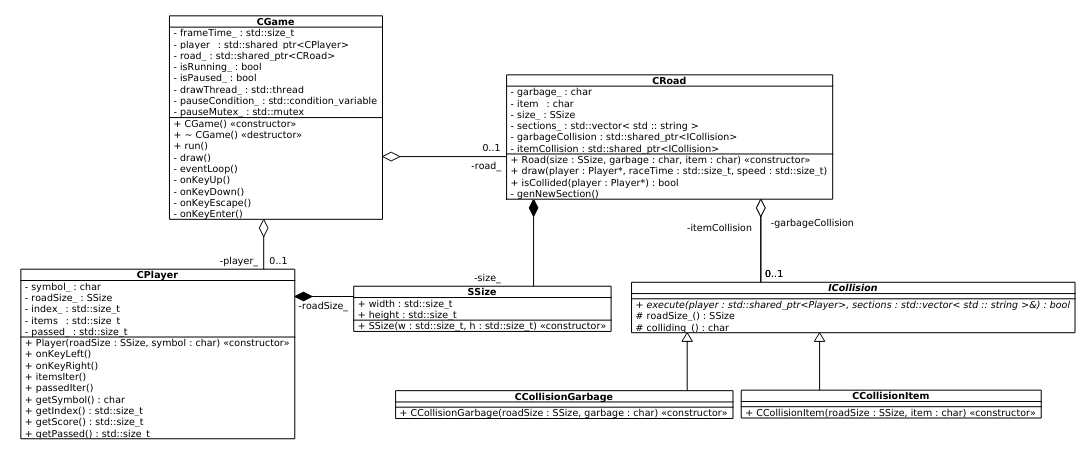 CGame
- frameTime_ : std::size_t
- player_ : std::shared_ptr<CPlayer>
- road_ : std::shared_ptr<CRoad>
- isRunning_ : bool
- isPaused_ : bool
- drawThread_ : std::thread
- pauseCondition_ : std::condition_variable
- pauseMutex_ : std::mutex
+ CGame() «constructor»
+ ~ CGame() «destructor»
+ run()
- draw()
- eventLoop()
- onKeyUp()
- onKeyDown()
- onKeyEscape()
- onKeyEnter()
CRoad
- garbage_ : char
- item_ : char
- size_ : SSize
- sections_ : std::vector< std :: string >
- garbageCollision : std::shared_ptr<ICollision>
- itemCollision : std::shared_ptr<ICollision>
+ Road(size : SSize, garbage : char, item : char) «constructor»
+ draw(player : Player*, raceTime : std::size_t, speed : std::size_t)
+ isCollided(player : Player*) : bool
- genNewSection()
0..1
-road_
-player_ 0..1
-itemCollision
-garbageCollision
0..1
-size_
-roadSize_
CPlayer
- symbol_ : char
- roadSize_ : SSize
- index_ : std::size_t
- items_ : std::size_t
- passed_ : std::size_t
+ Player(roadSize : SSize, symbol : char) «constructor»
+ onKeyLeft()
+ onKeyRight()
+ itemsIter()
+ passedIter()
+ getSymbol() : char
+ getIndex() : std::size_t
+ getScore() : std::size_t
+ getPassed() : std::size_t
SSize
+ width : std::size_t
+ height : std::size_t
+ SSize(w : std::size_t, h : std::size_t) «constructor»
ICollision
+ execute(player : std::shared_ptr<Player>, sections : std::vector< std :: string >&) : bool
# roadSize_() : SSize
# colliding_() : char
CCollisionGarbage
+ CCollisionGarbage(roadSize : SSize, garbage : char) «constructor»
CCollisionItem
+ CCollisionItem(roadSize : SSize, item : char) «constructor»